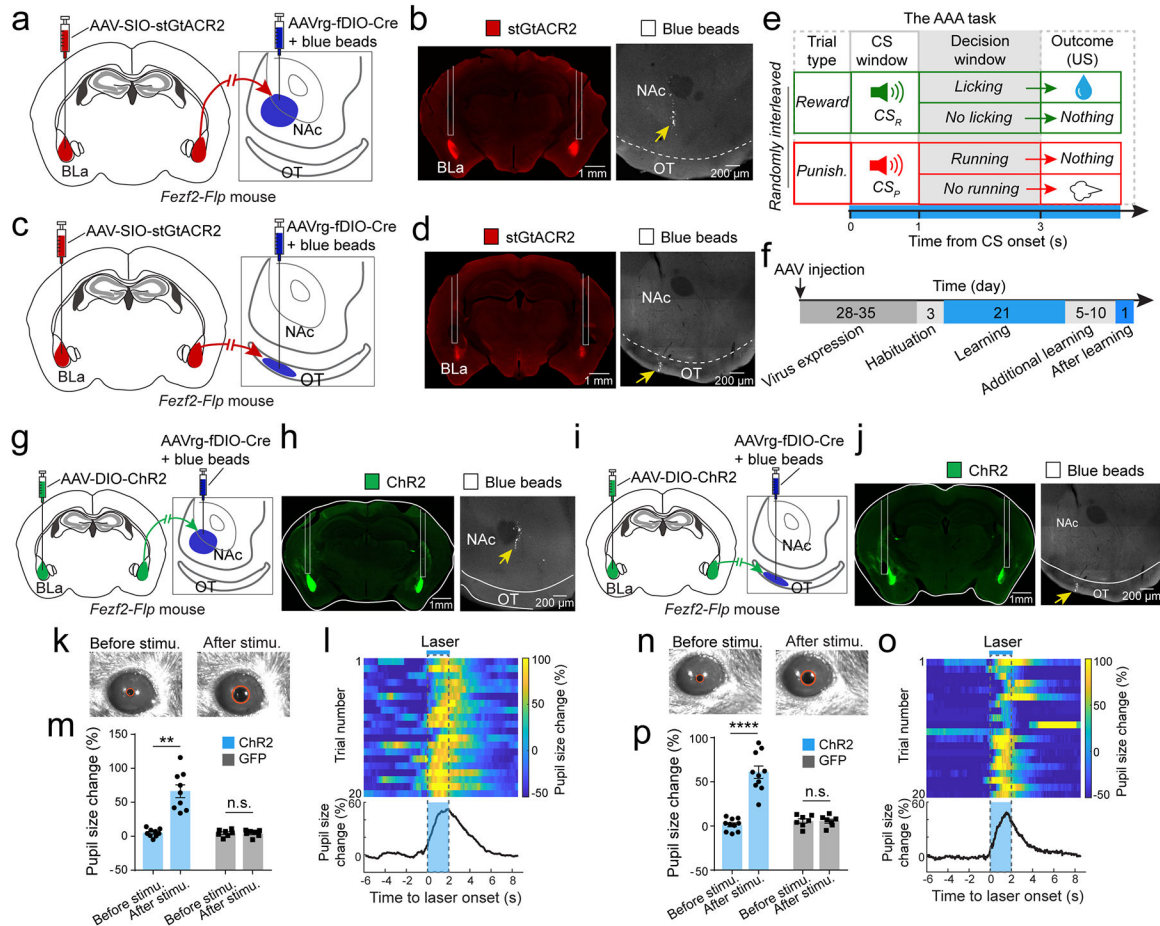 a
AAV-SIO-stGtACR2
AAVrg-fDIO-Cre
+ blue beads
BLa
NAc
OT
Fezf2-Flp mouse
b
stGtACR2
Blue beads
BLa
1 mm
NAc
OT
200 µm
c
AAV-SIO-stGtACR2
AAVrg-fDIO-Cre
+ blue beads
BLa
NAc
OT
Fezf2-Flp mouse
d
stGtACR2
Blue beads
BLa
1 mm
NAc
OT
200 µm
e
The AAA task
Trial
type
CS
window
Decision
window
Outcome
(US)
Randomly interleaved
Reward
CSR
Licking
No licking
Nothing
Punish.
CSP
Running
Nothing
No running
0
1
3
Time from CS onset (s)
f
AAV injection
Time (day)
28-35
3
21
5-10
1
Virus expression
Habituation
Learning
Additional learning
After learning
g
AAV-DIO-ChR2
AAVrg-fDIO-Cre
+ blue beads
BLa
NAc
OT
Fezf2-Flp mouse
h
ChR2
Blue beads
BLa
1mm
NAc
OT
200 µm
i
AAV-DIO-ChR2
AAVrg-fDIO-Cre
+ blue beads
BLa
NAc
OT
Fezf2-Flp mouse
j
ChR2
Blue beads
BLa
1mm
NAc
OT
200 µm
k
Before stimu.
After stimu.
l
Laser
1
Trial number
20
100
50
0
-50
Pupil size change (%)
60
0
Pupil size
change (%)
-6
-4
-2
0
2
4
6
8
Time to laser onset (s)
m
Pupil size change (%)
150
100
50
0
-50
**
ChR2
GFP
n.s.
Before stimu.
After stimu.
Before stimu.
After stimu.
n
Before stimu.
After stimu.
o
Laser
1
Trial number
20
100
50
0
-50
Pupil size change (%)
60
0
Pupil size
change (%)
-6
-4
-2
0
2
4
6
8
Time to laser onset (s)
p
Pupil size change (%)
100
50
0
-50
****
ChR2
GFP
n.s.
Before stimu.
After stimu.
Before stimu.
After stimu.